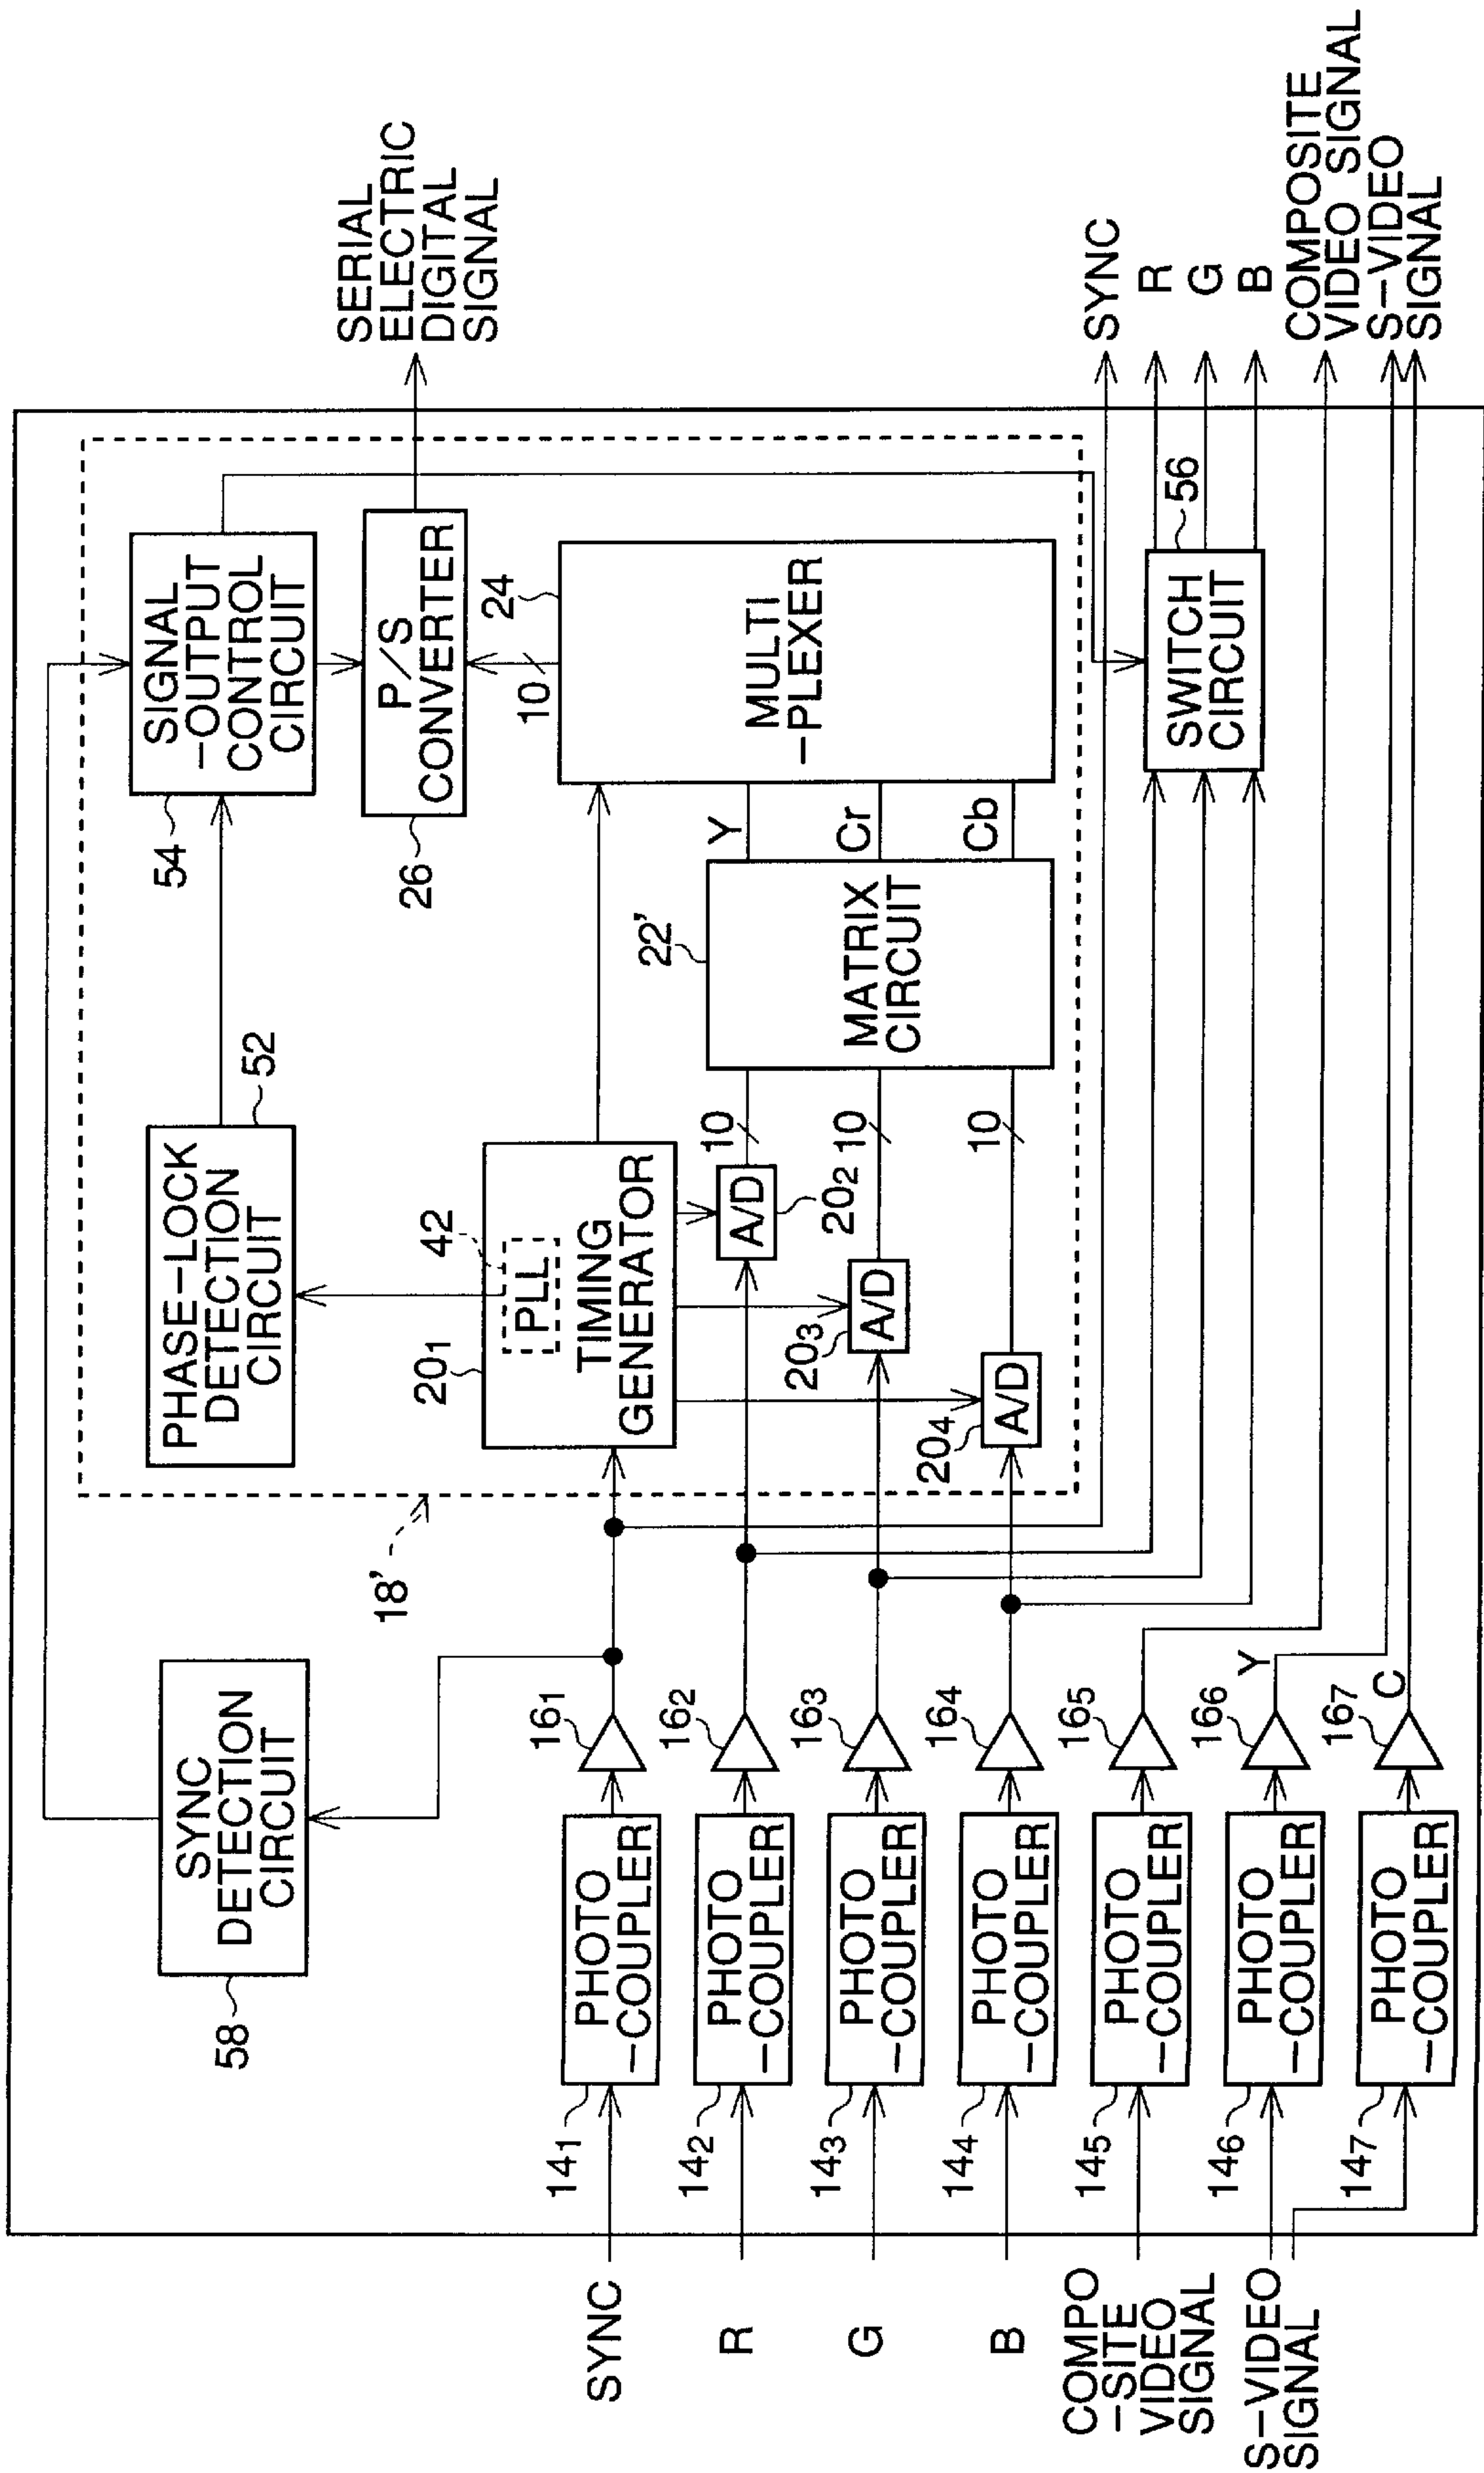 SYNC
DETECTION
CIRCUIT
58
PHASE-LOCK
DETECTION
CIRCUIT
52
SIGNAL
-OUTPUT
CONTROL
CIRCUIT
54
P/S
CONVERTER
26
SERIAL
ELECTRIC
DIGITAL
SIGNAL
18'
20₁
42
PLL
TIMING
GENERATOR
10
24
MULTI
-PLEXER
22'
MATRIX
CIRCUIT
Y
Cr
Cb
A/D
20₂
10
A/D
20₃
10
A/D
20₄
10
SYNC
14₁
PHOTO
-COUPLER
16₁
R
14₂
PHOTO
-COUPLER
16₂
G
14₃
PHOTO
-COUPLER
16₃
B
14₄
PHOTO
-COUPLER
16₄
COMPO
-SITE
VIDEO
SIGNAL
14₅
PHOTO
-COUPLER
16₅
S-VIDEO
SIGNAL
14₆
PHOTO
-COUPLER
16₆
Y
14₇
PHOTO
-COUPLER
16₇
C
SWITCH
CIRCUIT
56
SYNC
R
G
B
COMPOSITE
VIDEO SIGNAL
S-VIDEO
SIGNAL